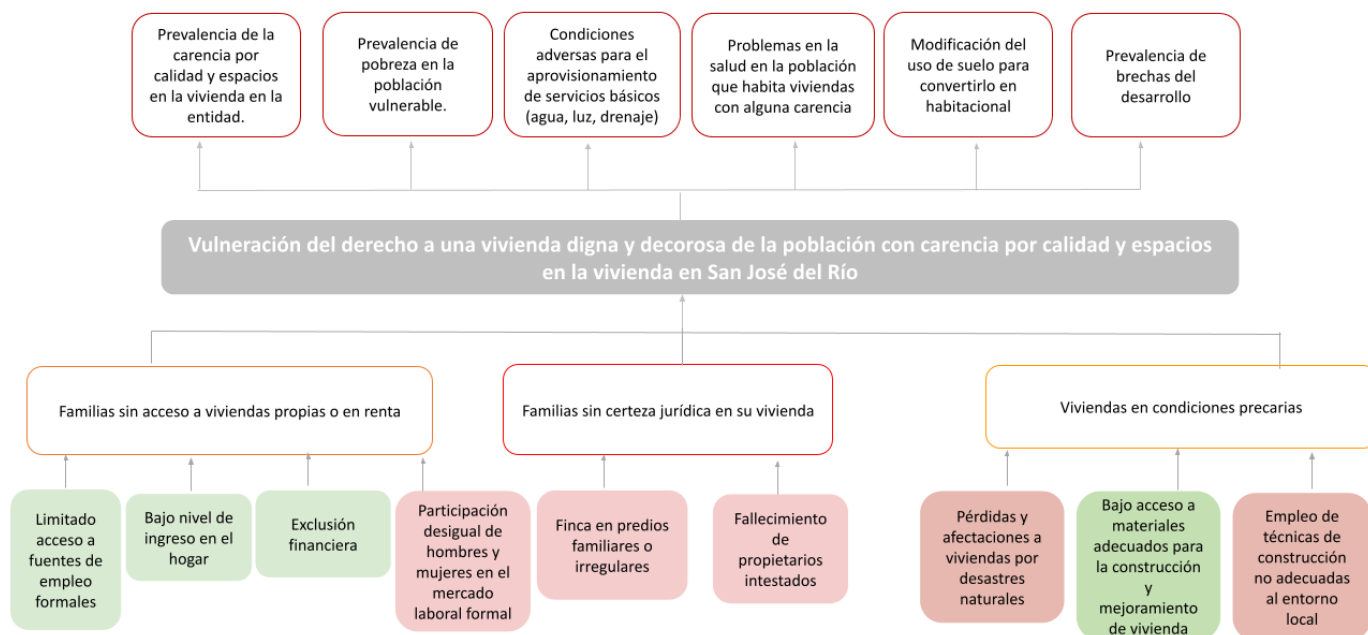 Prevalencia de la
carencia por
calidad y espacios
en la vivienda en la
entidad.
Prevalencia de
pobreza en la
población
vulnerable.
Condiciones
adversas para el
aprovisionamiento
de servicios básicos
(agua, luz, drenaje)
Problemas en la
salud en la población
que habita viviendas
con alguna carencia
Modificación del
uso de suelo para
convertirlo en
habitacional
Prevalencia de
brechas del
desarrollo
Vulneración del derecho a una vivienda digna y decorosa de la población con carencia por calidad y espacios
en la vivienda en San José del Río
Familias sin acceso a viviendas propias o en renta
Familias sin certeza jurídica en su vivienda
Viviendas en condiciones precarias
Limitado
acceso a
fuentes de
empleo
formales
Bajo nivel de
ingreso en el
hogar
Exclusión
financiera
Participación
desigual de
hombres y
mujeres en el
mercado
laboral formal
Finca en predios
familiares o
irregulares
Fallecimiento
de
propietarios
intestados
Pérdidas y
afectaciones a
viviendas por
desastres
naturales
Bajo acceso a
materiales
adecuados para
la construcción
y
mejoramiento
de vivienda
Empleo de
técnicas de
construcción
no adecuadas
al entorno
local